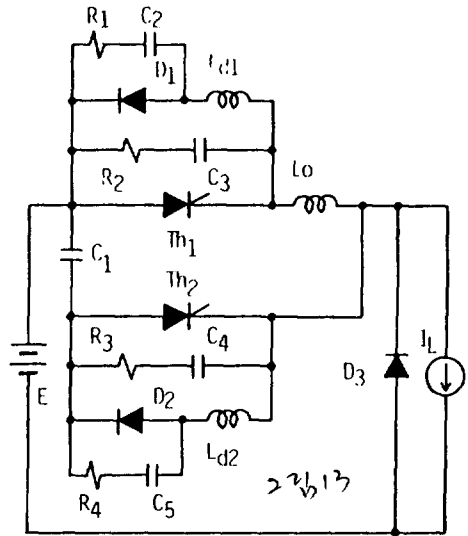 R1 C2
D1 Ld1
R2 C3
Lo
Th1
C1
Th2
R3 C4
E
D2
D3 IL
Ld2
R4 C5